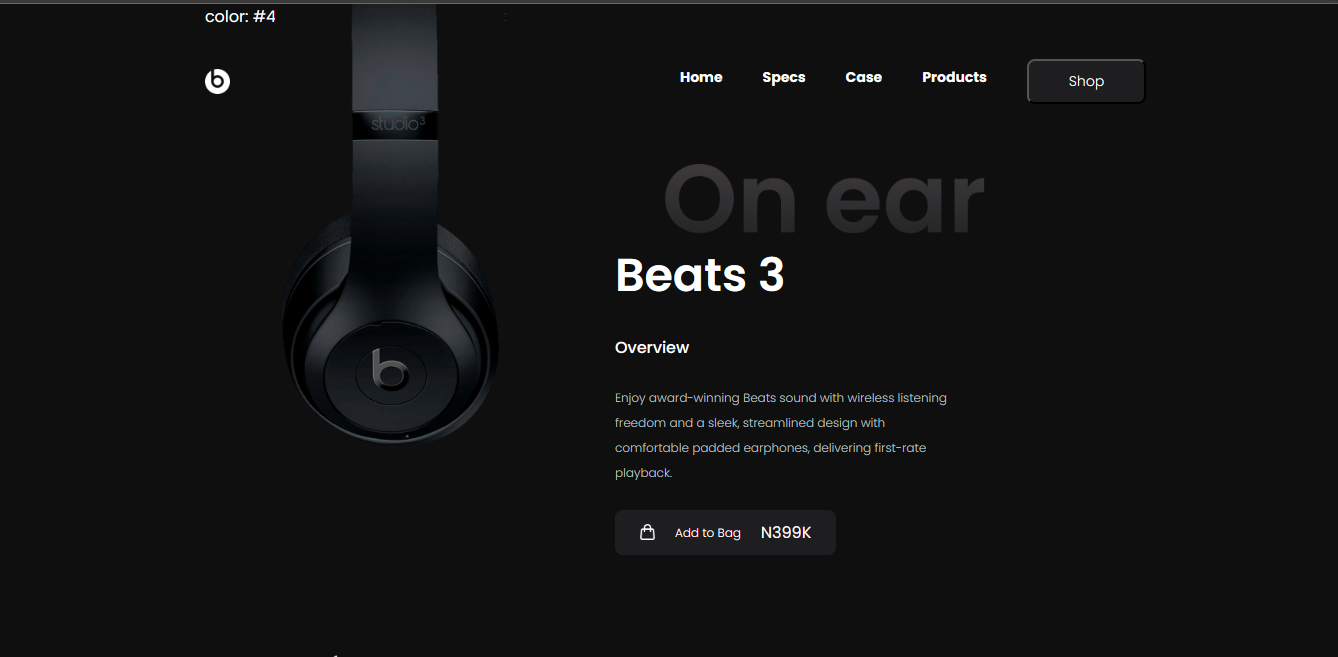 color: #4
b
Home Specs Case Products Shop
studio3
On ear
Beats 3
Overview
b
Enjoy award-winning Beats sound with wireless listening
freedom and a sleek, streamlined design with
comfortable padded earphones, delivering first-rate
playback.
Add to Bag N399K